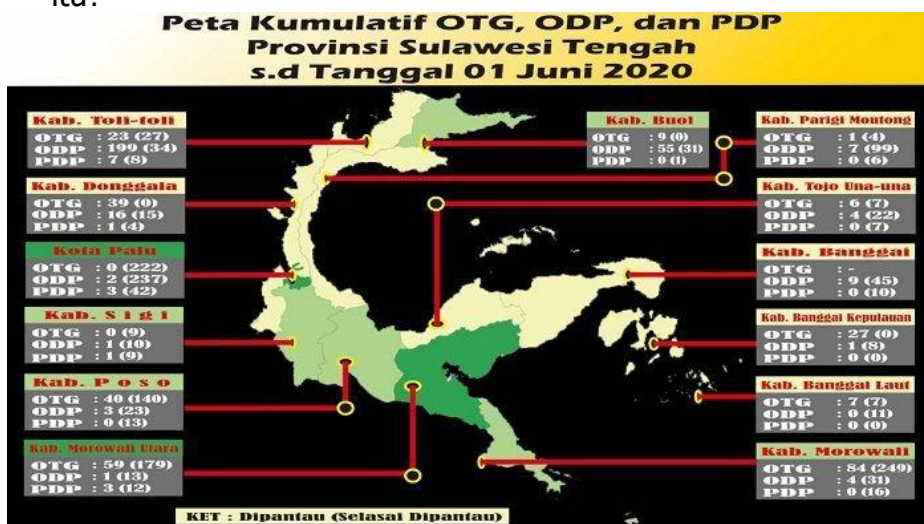 itu?
Peta Kumulatif OTG, ODP, dan PDP
Provinsi Sulawesi Tengah
s.d Tanggal 01 Juni 2020
Kab. Toli-toli
OTG : 23 (27)
ODP : 199 (34)
PDP : 7 (8)
Kab. Donggala
OTG : 39 (0)
ODP : 16 (15)
PDP : 1 (4)
Kota Palu
OTG : 0 (222)
ODP : 2 (237)
PDP : 3 (42)
Kab. S i g i
OTG : 0 (9)
ODP : 1 (10)
PDP : 1 (9)
Kab. P o s o
OTG : 40 (140)
ODP : 3 (23)
PDP : 0 (13)
Kab. Morowali Utara
OTG : 59 (179)
ODP : 1 (13)
PDP : 3 (12)
Kab. Buol
OTG : 9 (0)
ODP : 55 (31)
PDP : 0 (1)
Kab. Parigi Moutong
OTG : 1 (4)
ODP : 7 (99)
PDP : 0 (6)
Kab. Tojo Una-una
OTG : 6 (7)
ODP : 4 (22)
PDP : 0 (7)
Kab. Banggai
OTG : -
ODP : 9 (45)
PDP : 0 (10)
Kab. Banggai Kepulauan
OTG : 27 (0)
ODP : 1 (8)
PDP : 0 (0)
Kab. Banggai Laut
OTG : 7 (7)
ODP : 0 (11)
PDP : 0 (0)
Kab. Morowali
OTG : 84 (249)
ODP : 4 (31)
PDP : 0 (16)
KET : Dipantau (Selasai Dipantau)